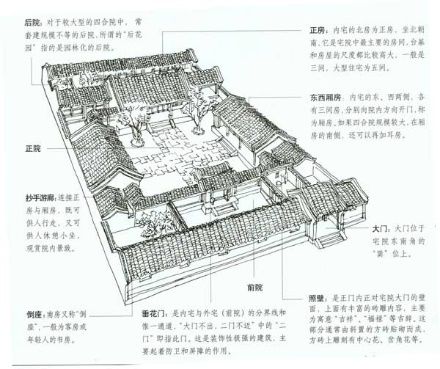 后院：对于较大型的四合院中，常
套建规模不等的后院，所谓的“后花
园”指的是园林化的后院。
正房：内宅的北房为正房，坐北朝
南，它是宅院中最主要的房间，台基
和房屋的尺度都比较高大，一般是
三间，大型住宅为五间。
东西厢房：内宅的东、西两侧，各
有三间房，分别向院内方向开门，称
为厢房，如果四合院规模较大，在厢
房的南侧，还可以再加耳房。
正院
抄手游廊：连接正
房与厢房，既可
供人行走，又可
供人休憩小坐，
观赏院内景致。
大门：大门位于
宅院东南角的
“巽”位上。
前院
倒座：南房又称“倒
座”，一般为客房或
年轻人的书房。
垂花门：是内宅与外宅（前院）的分界线和
唯一通道，“大门不出，二门不迈”中的“二
门”即指此门。这是装饰性极强的建筑，主
要起着防卫和屏障的作用。
照壁：是正门内正对宅院大门的壁
面，上面有丰富的砖雕内容，主要
为寓意“吉祥”、“福禄”等吉辞。这
部分通常由斜置的方砖贴砌而成，
方砖上雕刻有中心花、岔角花等。